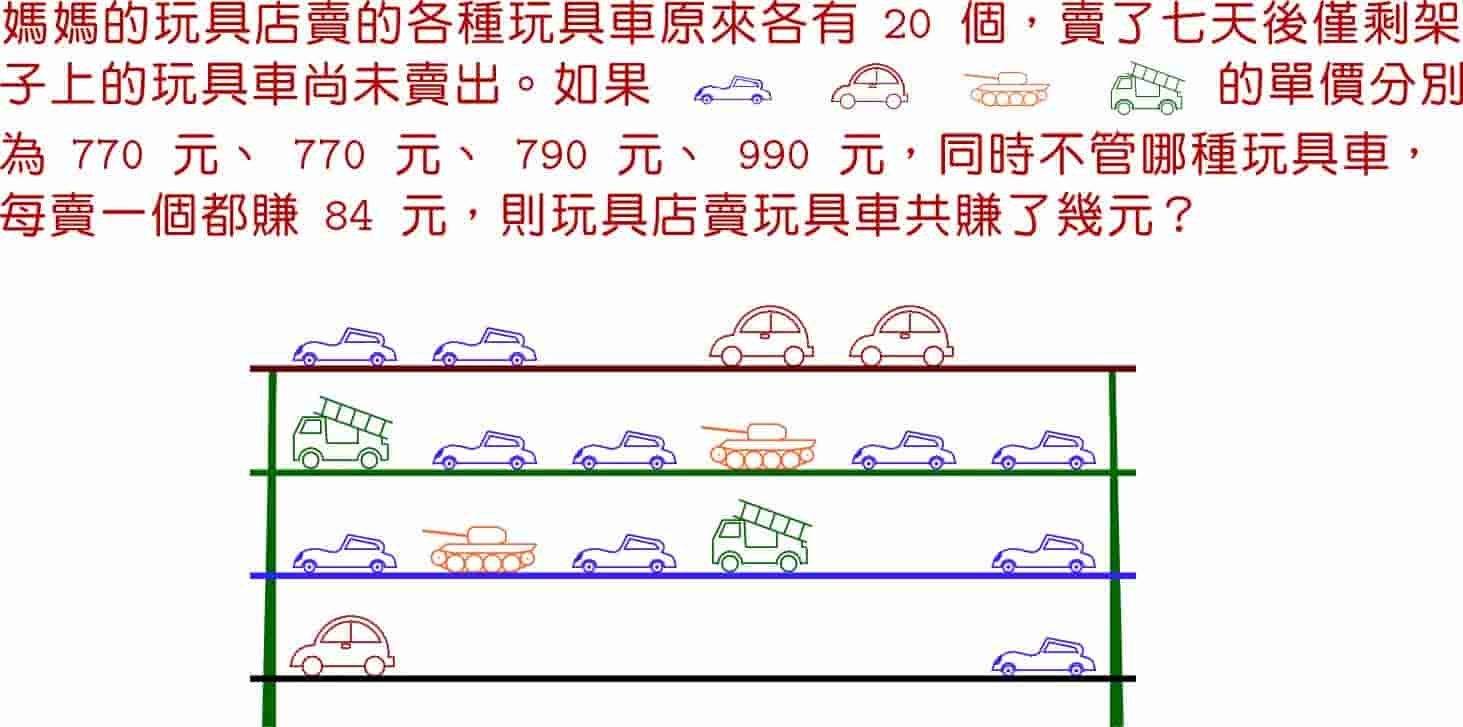 媽媽的玩具店賣的各種玩具車原來各有 20 個，賣了七天後僅剩架
子上的玩具車尚未賣出。如果 的單價分別
為 770 元、 770 元、 790 元、 990 元，同時不管哪種玩具車，
每賣一個都賺 84 元，則玩具店賣玩具車共賺了幾元？